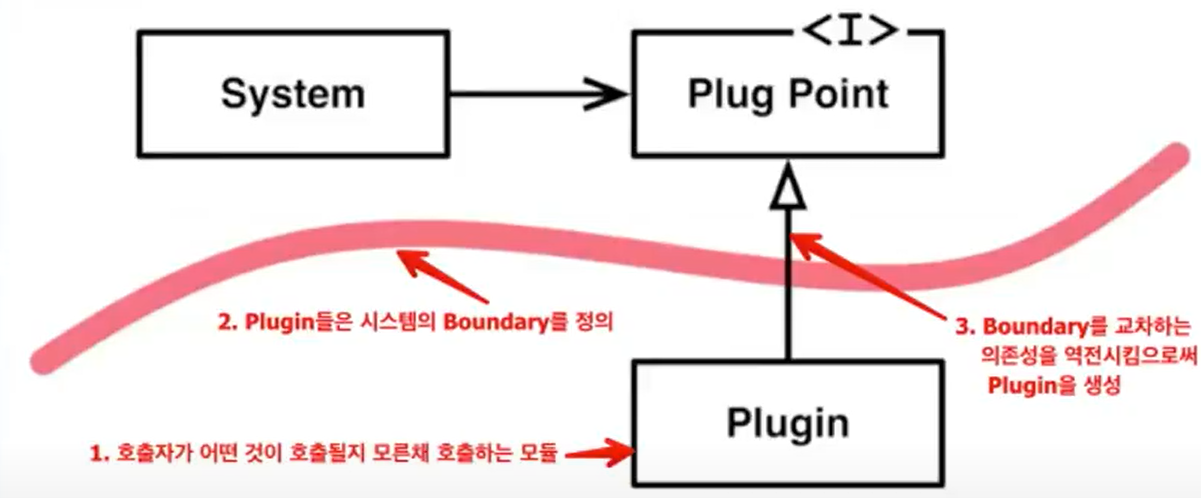 <I>
System
Plug Point
2. Plugin들은 시스템의 Boundary를 정의
3. Boundary를 교차하는
의존성을 역전시킴으로써
Plugin을 생성
Plugin
1. 호출자가 어떤 것이 호출될지 모른채 호출하는 모듈